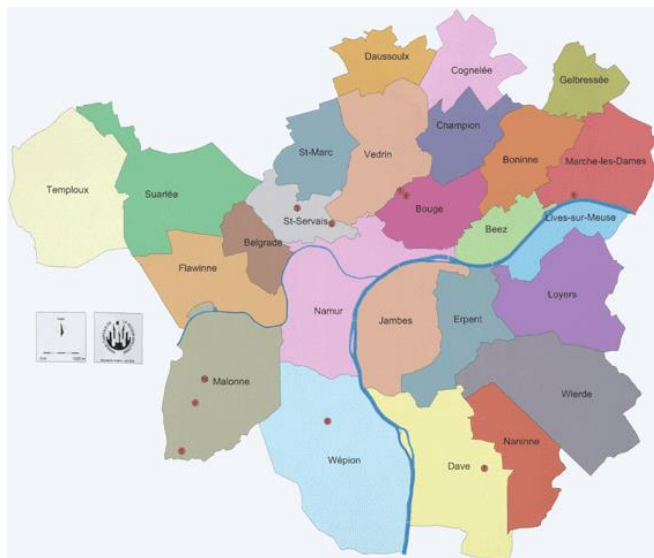 Daussoulx
Cognelée
Gelbressée
Champion
St-Marc
Vedrin
Boninne
Marche-les-Dames
Temploux
Suarlée
Bouge
St-Servais
Lives-sur-Meuse
Beez
Belgrade
Flawinne
Loyers
Namur
Jambes
Erpent
Malonne
Wierde
Naninne
Wépion
Dave